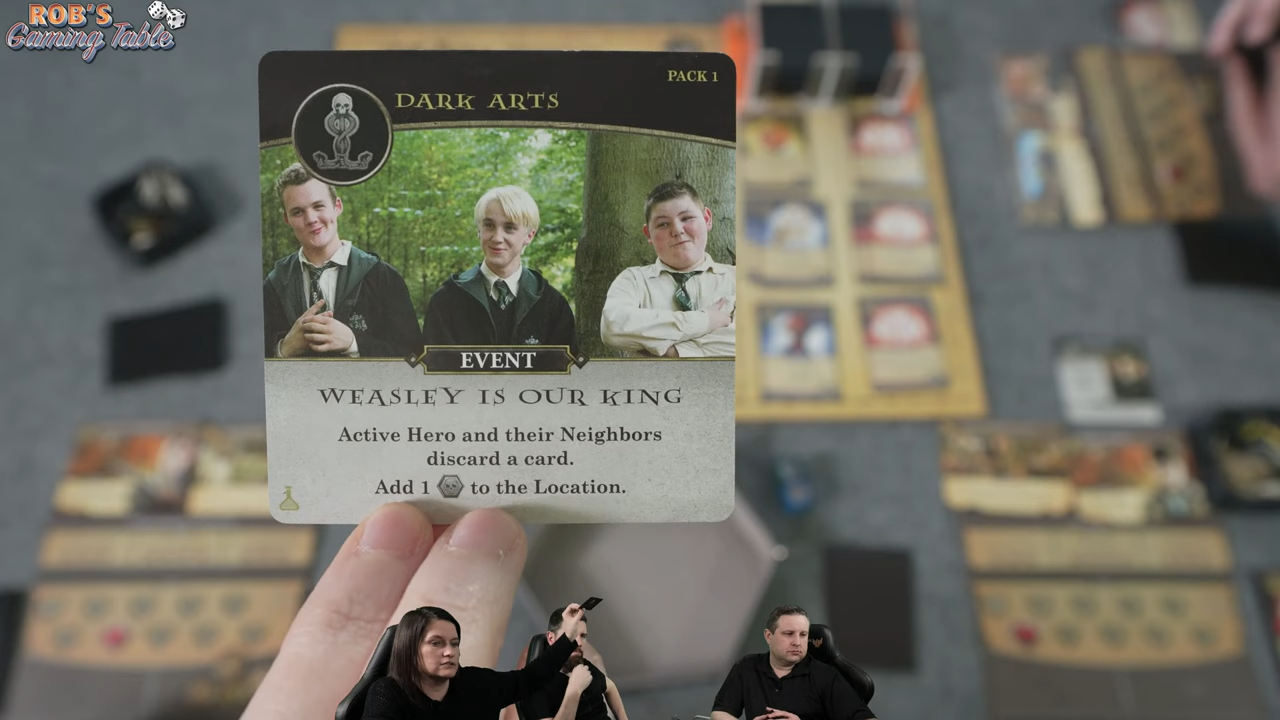 ROB'S
Gaming Table
PACK 1
DARK ARTS
EVENT
WEASLEY IS OUR KING
Active Hero and their Neighbors
discard a card.
Add 1 to the Location.